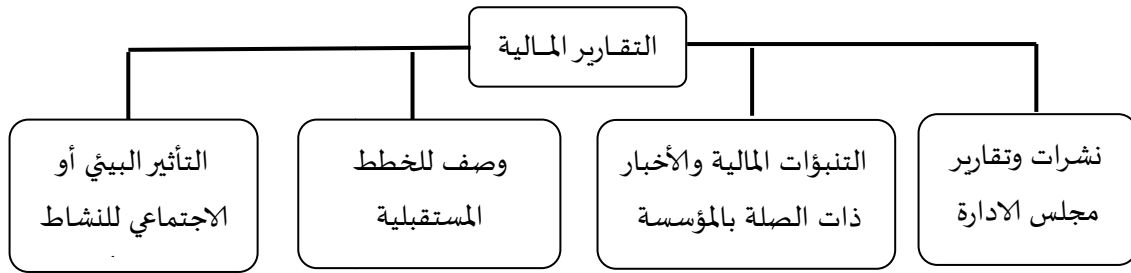 التقارير المالية
نشرات وتقارير
مجلس الادارة
التنبؤات المالية والأخبار
ذات الصلة بالمؤسسة
وصف للخطط
المستقبلية
التأثير البيئي أو
الاجتماعي للنشاط